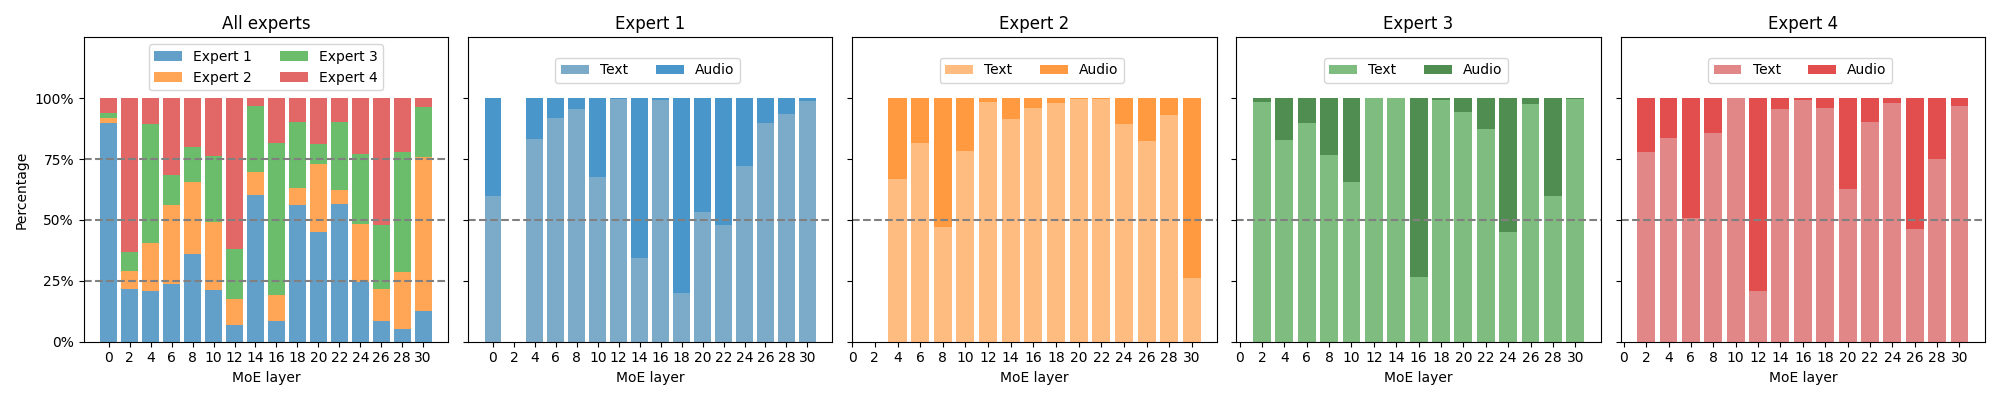 All experts
Expert 1 Expert 3
Expert 2 Expert 4
Percentage
100%
75%
50%
25%
0%
0 2 4 6 8 10 12 14 16 18 20 22 24 26 28 30
MoE layer
Expert 1
Text Audio
0 2 4 6 8 10 12 14 16 18 20 22 24 26 28 30
MoE layer
Expert 2
Text Audio
0 2 4 6 8 10 12 14 16 18 20 22 24 26 28 30
MoE layer
Expert 3
Text Audio
0 2 4 6 8 10 12 14 16 18 20 22 24 26 28 30
MoE layer
Expert 4
Text Audio
0 2 4 6 8 10 12 14 16 18 20 22 24 26 28 30
MoE layer